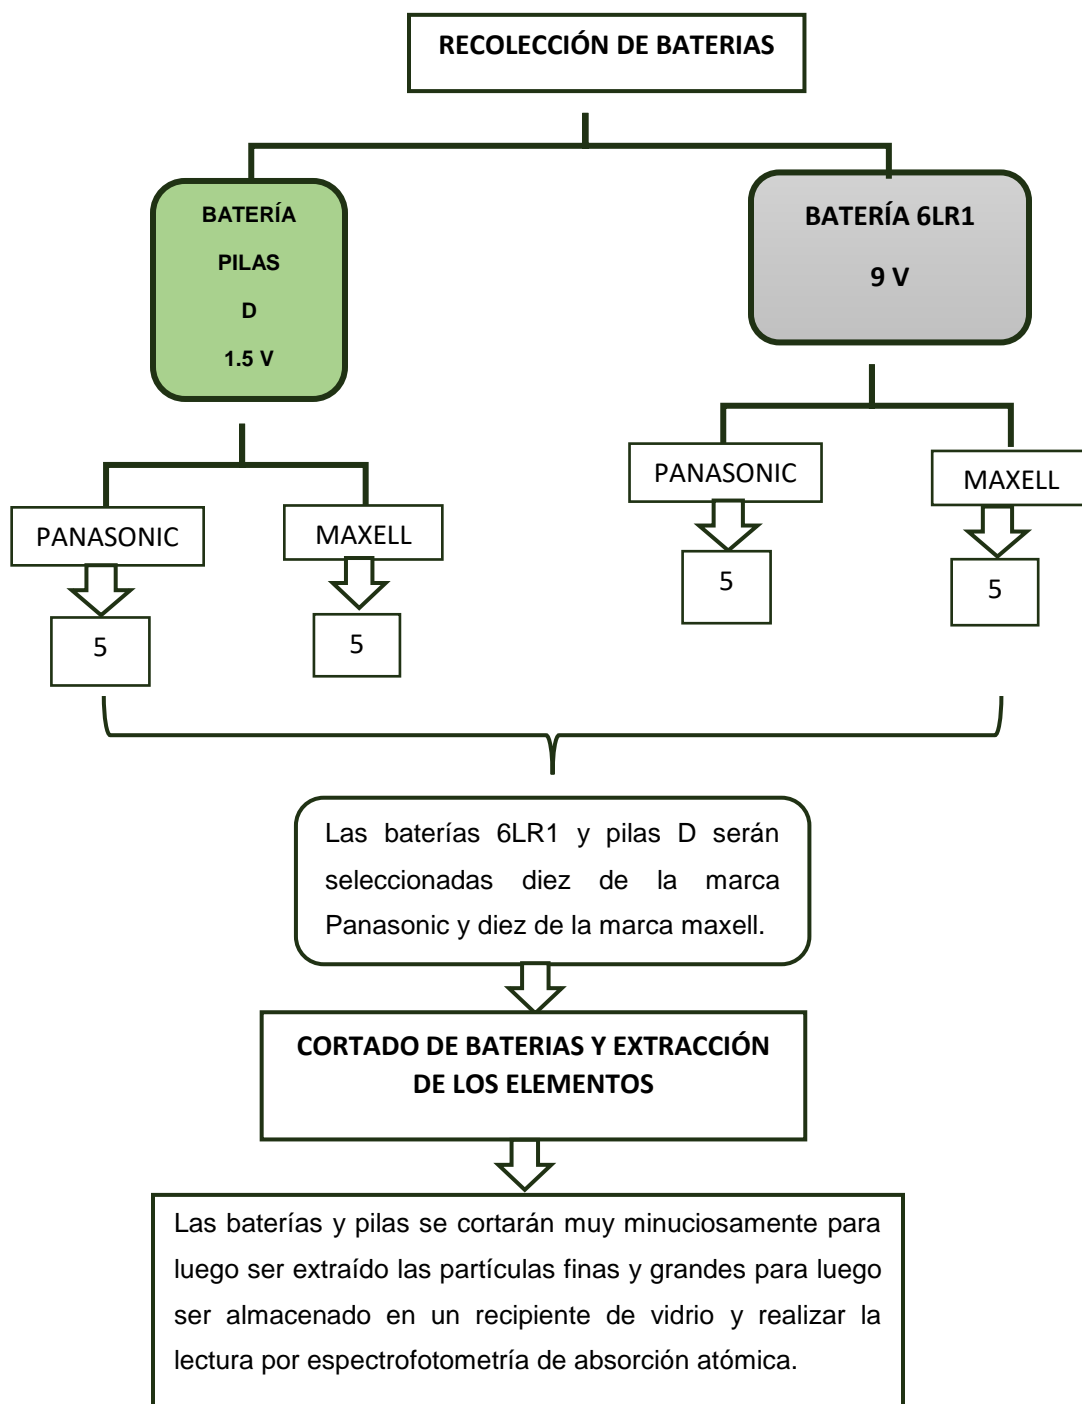 RECOLECCIÓN DE BATERIAS
BATERÍA
PILAS
D
1.5 V
BATERÍA 6LR1
9 V
PANASONIC
MAXELL
PANASONIC
MAXELL
5
5
5
5
Las baterías 6LR1 y pilas D serán
seleccionadas diez de la marca
Panasonic y diez de la marca maxell.
CORTADO DE BATERIAS Y EXTRACCIÓN
DE LOS ELEMENTOS
Las baterías y pilas se cortarán muy minuciosamente para
luego ser extraído las partículas finas y grandes para luego
ser almacenado en un recipiente de vidrio y realizar la
lectura por espectrofotometría de absorción atómica.